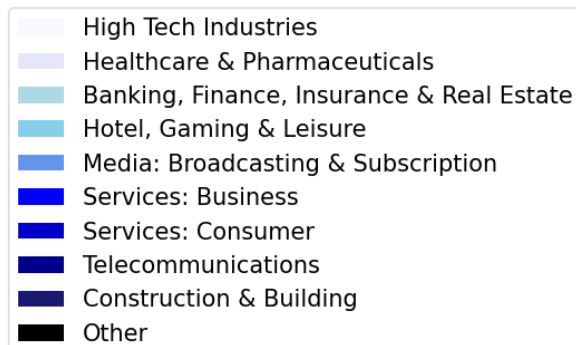 High Tech Industries
Healthcare & Pharmaceuticals
Banking, Finance, Insurance & Real Estate
Hotel, Gaming & Leisure
Media: Broadcasting & Subscription
Services: Business
Services: Consumer
Telecommunications
Construction & Building
Other